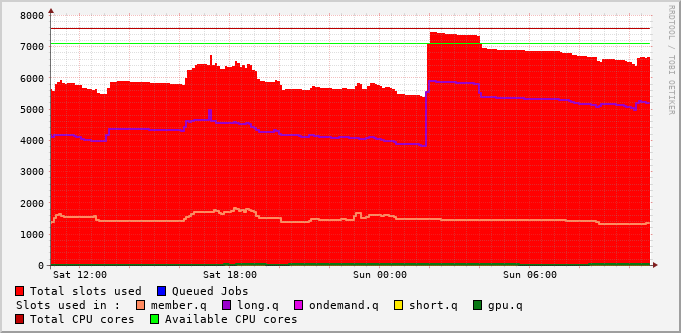 8000
7000
6000
5000
4000
3000
2000
1000
0
Sat 12:00 Sat 18:00 Sun 00:00 Sun 06:00
RRDTOOL / TOBI OETIKER
Total slots used Queued Jobs
Slots used in : member.q long.q ondemand.q short.q gpu.q
Total CPU cores Available CPU cores